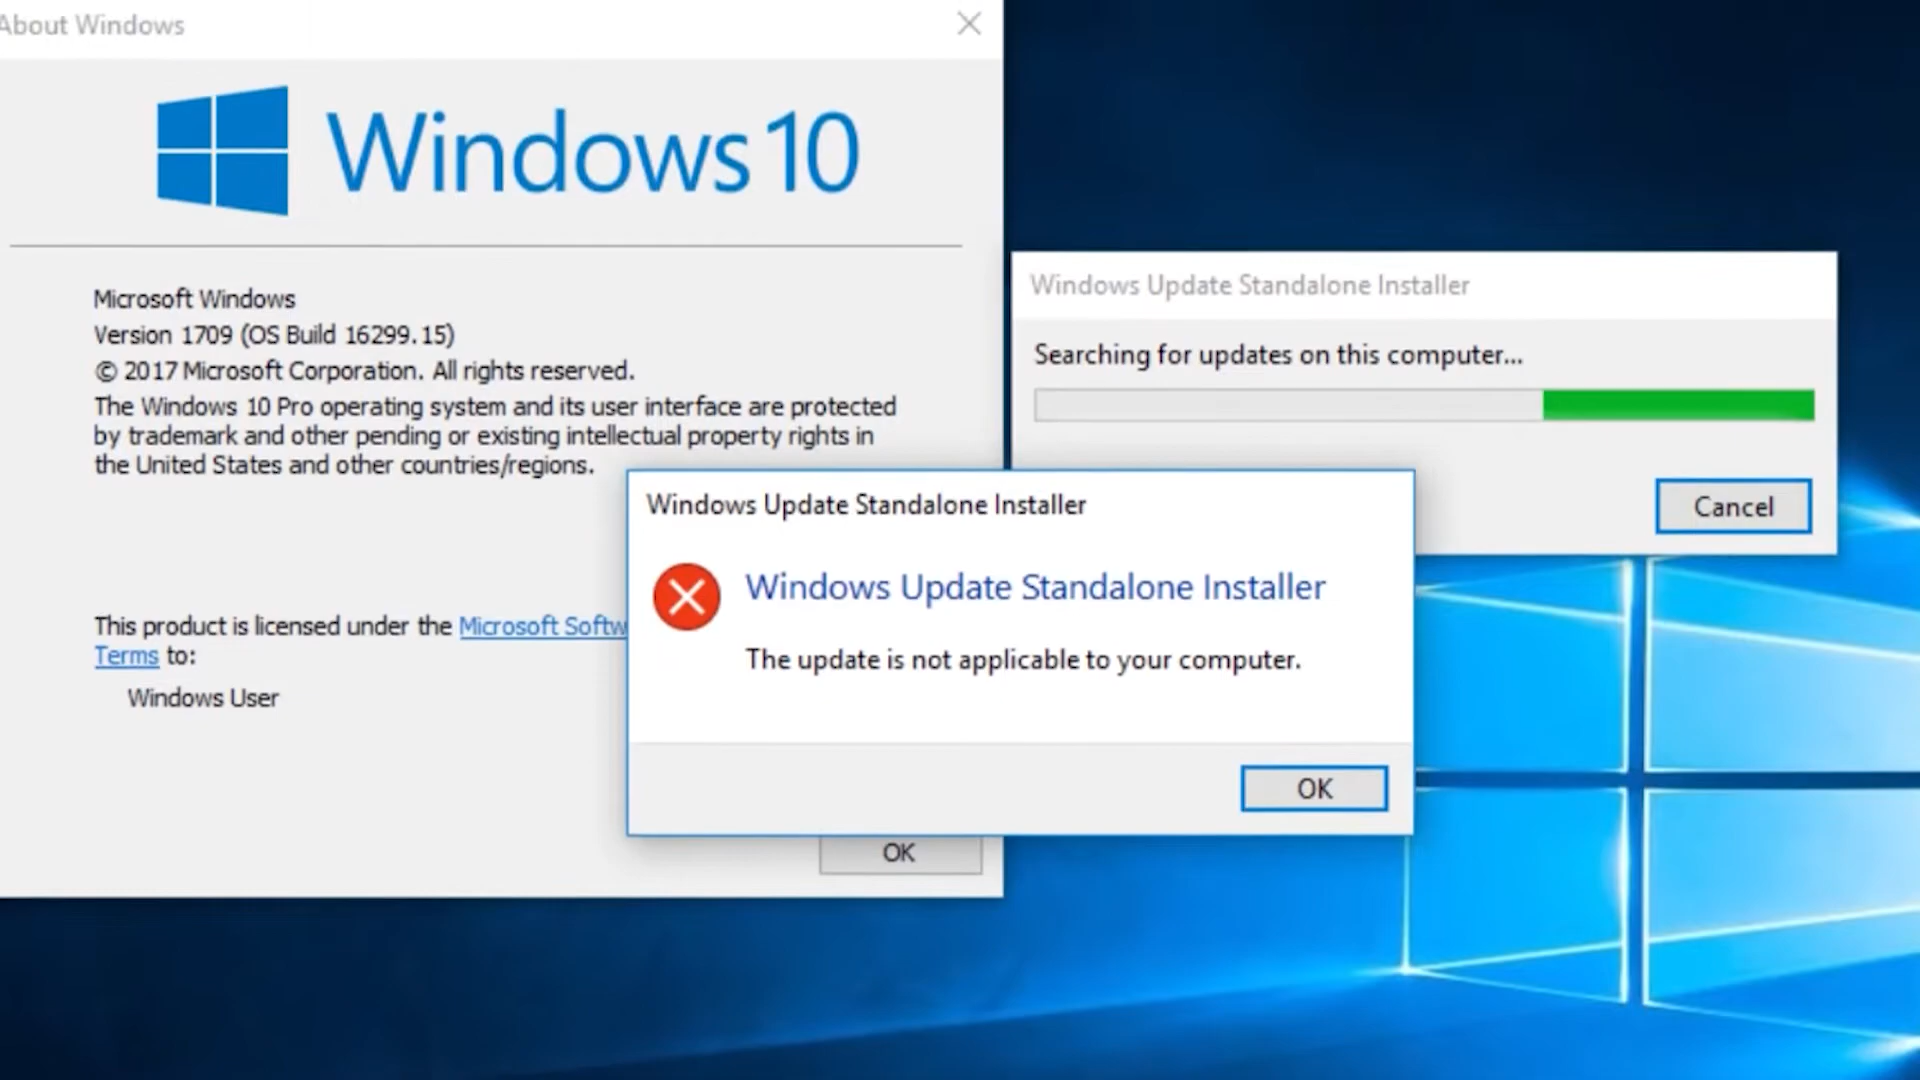 About Windows
Windows 10
Microsoft Windows
Version 1709 (OS Build 16299.15)
© 2017 Microsoft Corporation. All rights reserved.
The Windows 10 Pro operating system and its user interface are protected
by trademark and other pending or existing intellectual property rights in
the United States and other countries/regions.
This product is licensed under the Microsoft Softw
Terms to:
Windows User
OK
Windows Update Standalone Installer
Searching for updates on this computer...
Cancel
Windows Update Standalone Installer
Windows Update Standalone Installer
The update is not applicable to your computer.
OK